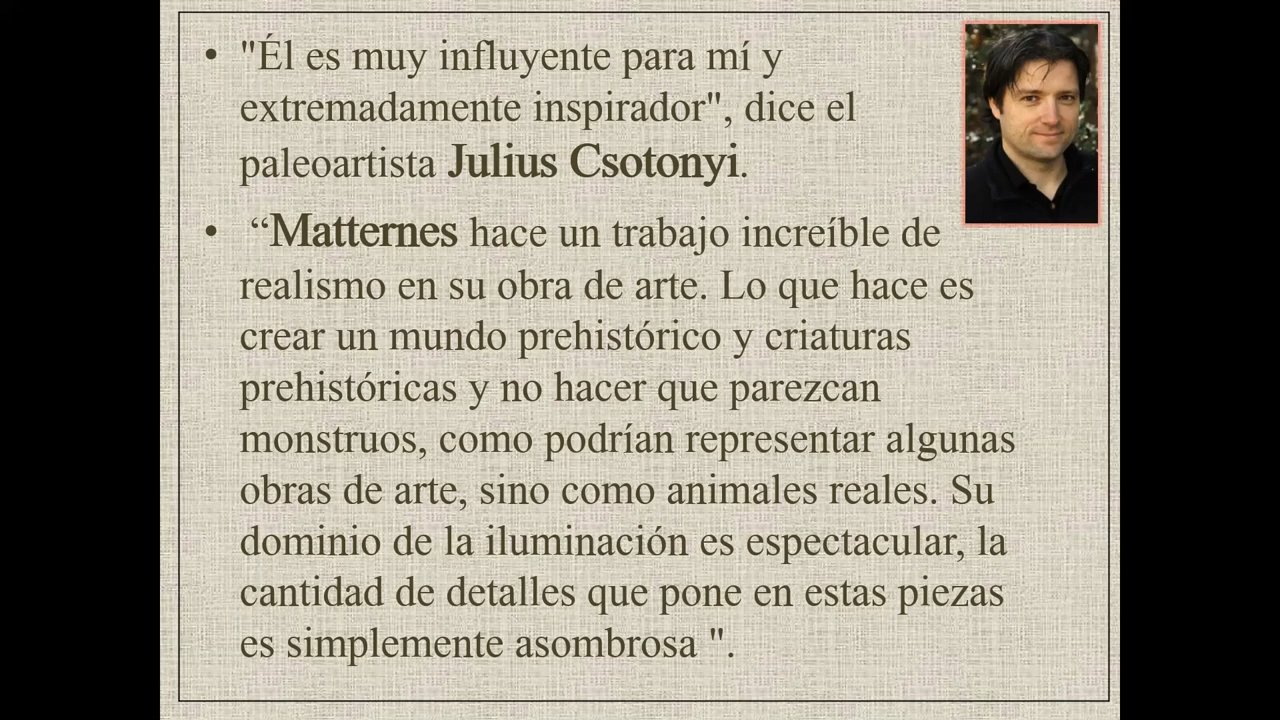 • "Él es muy influyente para mí y
extremadamente inspirador", dice el
paleoartista Julius Csotonyi.
• “Matternes hace un trabajo increíble de
realismo en su obra de arte. Lo que hace es
crear un mundo prehistórico y criaturas
prehistóricas y no hacer que parezcan
monstruos, como podrían representar algunas
obras de arte, sino como animales reales. Su
dominio de la iluminación es espectacular, la
cantidad de detalles que pone en estas piezas
es simplemente asombrosa ".